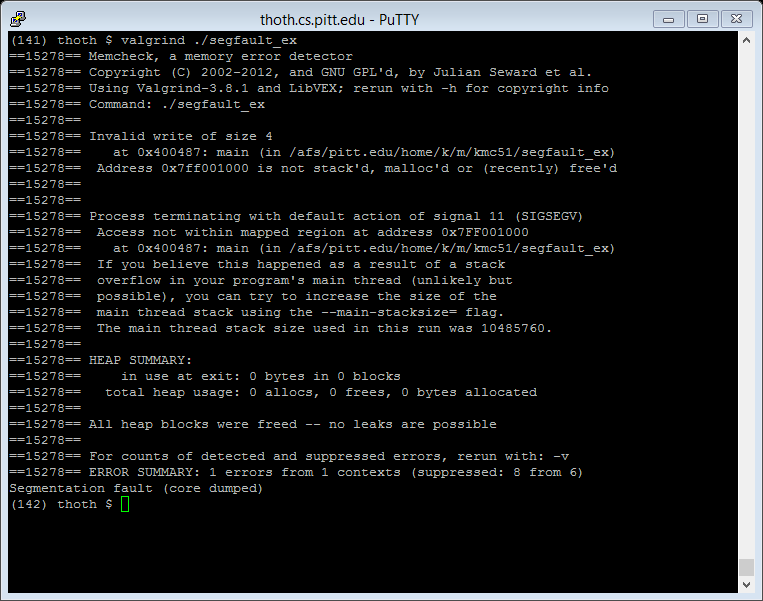 thoth.cs.pitt.edu - PuTTY
(141) thoth $ valgrind ./segfault_ex
==15278== Memcheck, a memory error detector
==15278== Copyright (C) 2002-2012, and GNU GPL'd, by Julian Seward et al.
==15278== Using Valgrind-3.8.1 and LibVEX; rerun with -h for copyright info
==15278== Command: ./segfault_ex
==15278==
==15278== Invalid write of size 4
==15278==    at 0x400487: main (in /afs/pitt.edu/home/k/m/kmc51/segfault_ex)
==15278==  Address 0x7ff001000 is not stack'd, malloc'd or (recently) free'd
==15278==
==15278==
==15278== Process terminating with default action of signal 11 (SIGSEGV)
==15278==  Access not within mapped region at address 0x7FF001000
==15278==    at 0x400487: main (in /afs/pitt.edu/home/k/m/kmc51/segfault_ex)
==15278==  If you believe this happened as a result of a stack
==15278==  overflow in your program's main thread (unlikely but
==15278==  possible), you can try to increase the size of the
==15278==  main thread stack using the --main-stacksize= flag.
==15278==  The main thread stack size used in this run was 10485760.
==15278==
==15278== HEAP SUMMARY:
==15278==     in use at exit: 0 bytes in 0 blocks
==15278==   total heap usage: 0 allocs, 0 frees, 0 bytes allocated
==15278==
==15278== All heap blocks were freed -- no leaks are possible
==15278==
==15278== For counts of detected and suppressed errors, rerun with: -v
==15278== ERROR SUMMARY: 1 errors from 1 contexts (suppressed: 8 from 6)
Segmentation fault (core dumped)
(142) thoth $